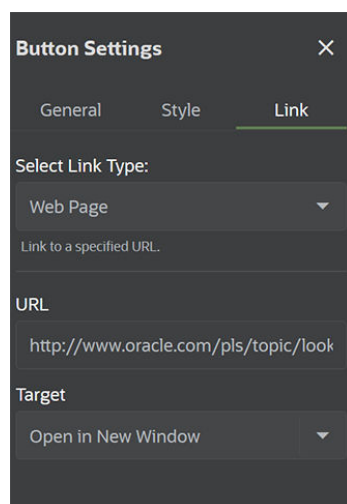 Button Settings
General Style Link
Select Link Type:
Web Page
Link to a specified URL.
URL
http://www.oracle.com/pls/topic/look
Target
Open in New Window